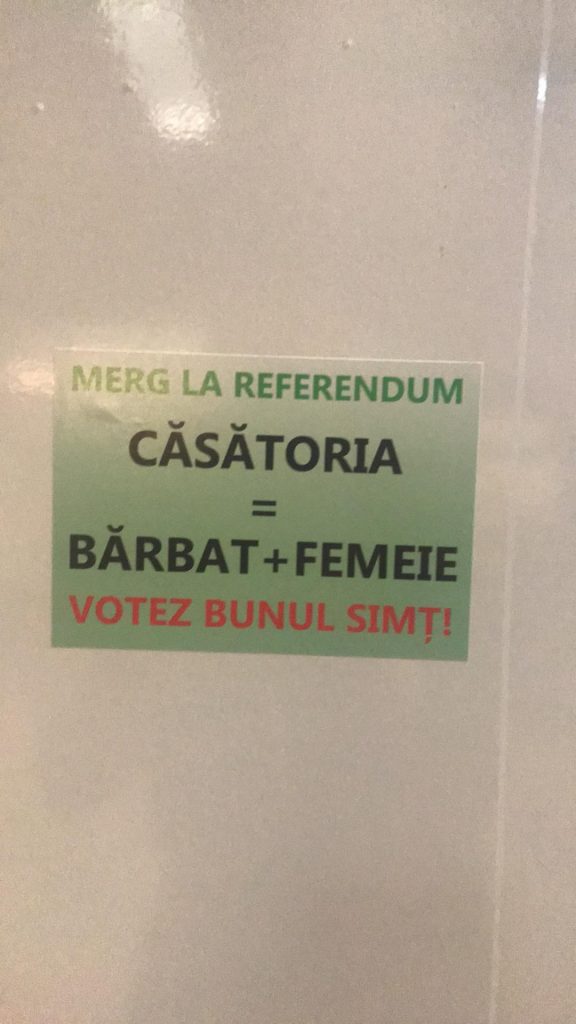 MERG LA REFERENDUM
CĂSĂTORIA
=
BĂRBAT+FEMEIE
VOTEZ BUNUL SIMȚ!